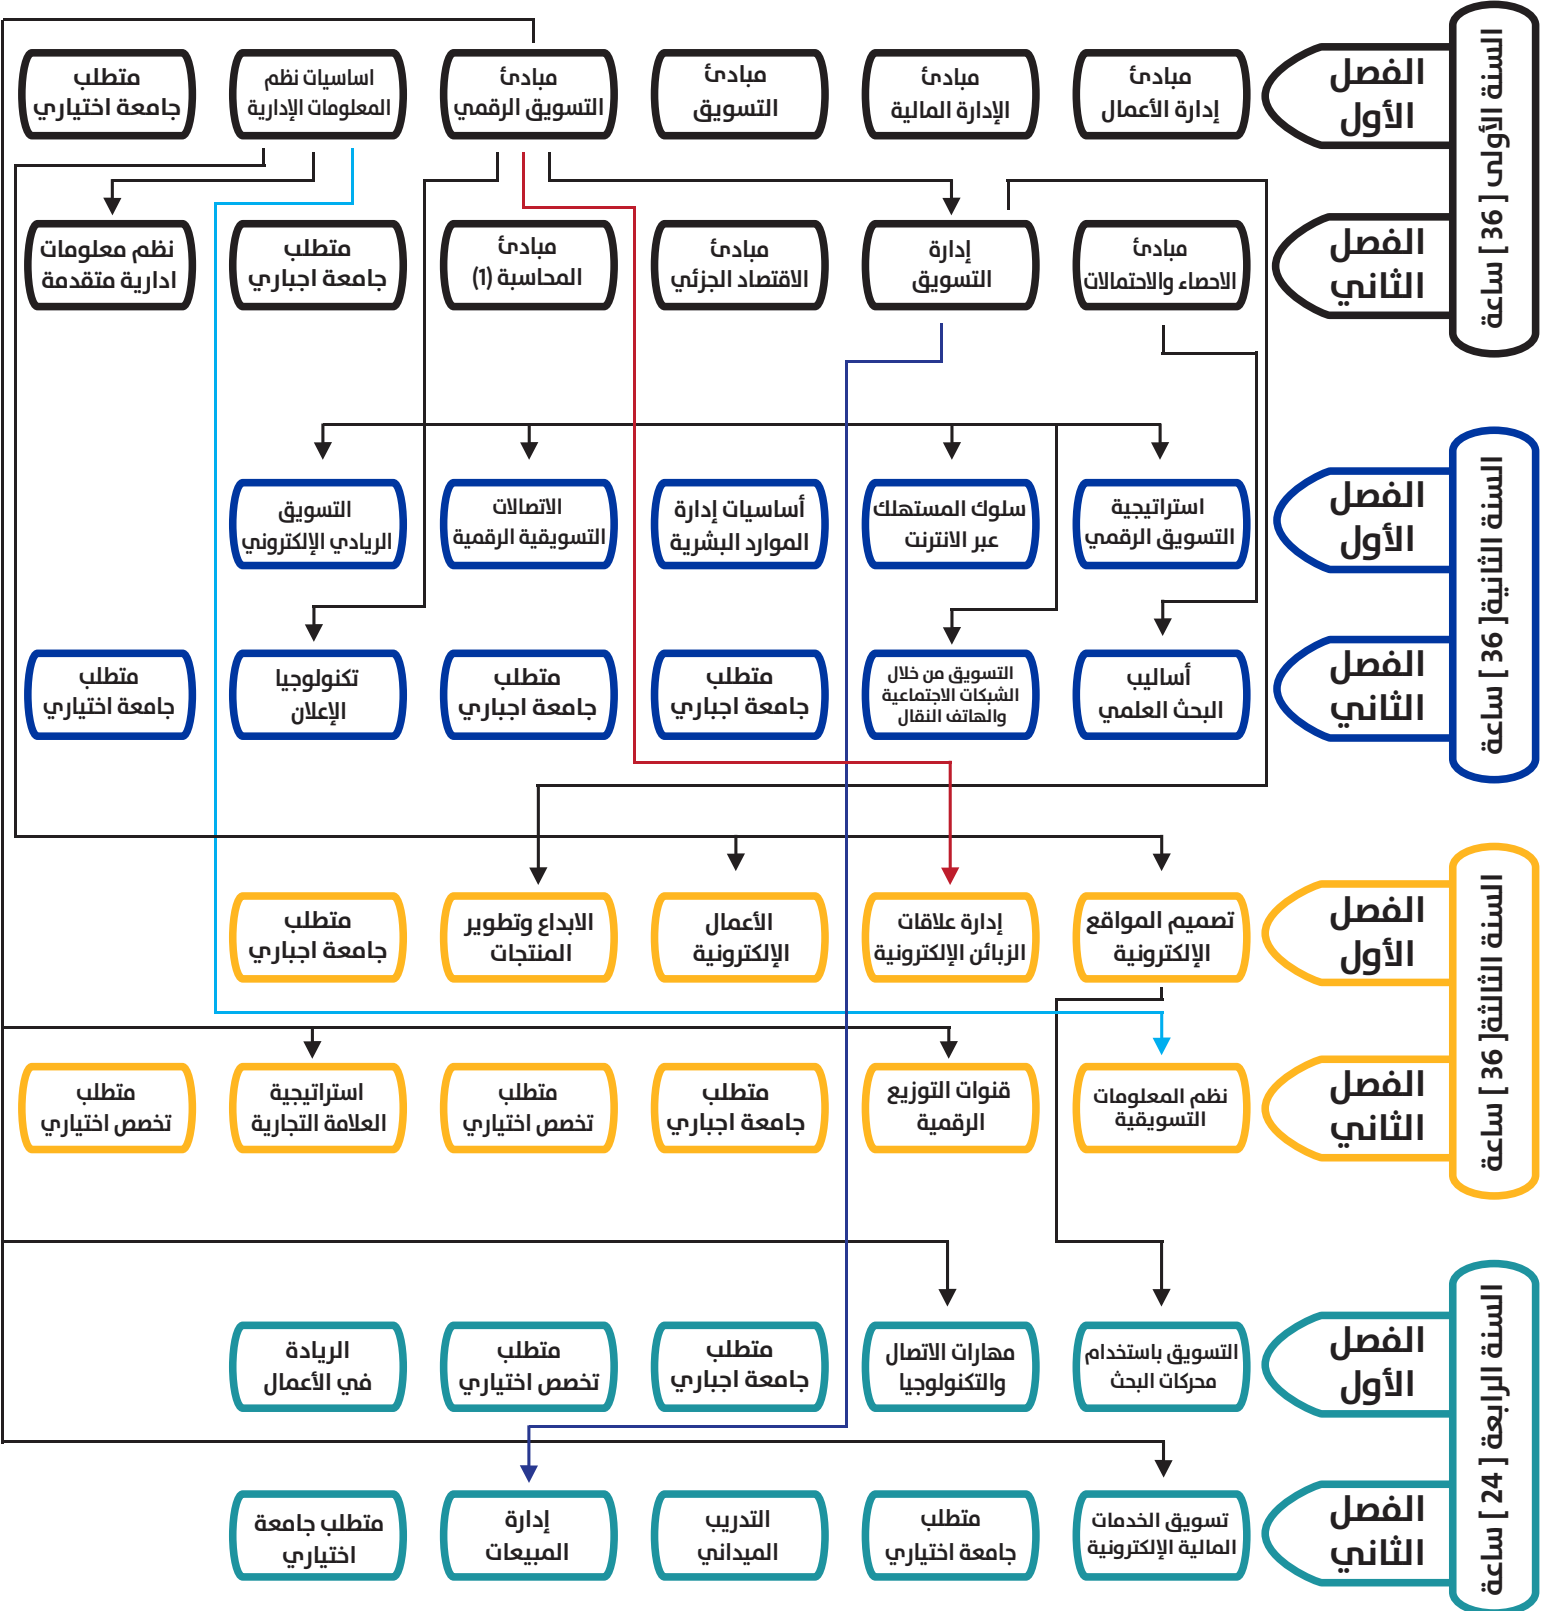 السنة الأولى [ 36 ] ساعة
الفصل
الأول
مبادئ
إدارة الأعمال
مبادئ
الإدارة المالية
مبادئ
التسويق
مبادئ
التسويق الرقمي
اساسيات نظم
المعلومات الإدارية
متطلب
جامعة اختياري
الفصل
الثاني
مبادئ
الاحصاء والاحتمالات
إدارة
التسويق
مبادئ
الاقتصاد الجزئي
مبادئ
المحاسبة (1)
متطلب
جامعة اجباري
نظم معلومات
ادارية متقدمة
السنة الثانية[ 36 ] ساعة
الفصل
الأول
استراتيجية
التسويق الرقمي
سلوك المستهلك
عبر الانترنت
أساسيات إدارة
الموارد البشرية
الاتصالات
التسويقية الرقمية
التسويق
الريادي الإلكتروني
الفصل
الثاني
أساليب
البحث العلمي
التسويق من خلال
الشبكات الاجتماعية
والهاتف النقال
متطلب
جامعة اجباري
متطلب
جامعة اجباري
تكنولوجيا
الإعلان
متطلب
جامعة اختياري
السنة الثالثة[ 36 ] ساعة
الفصل
الأول
تصميم المواقع
الإلكترونية
إدارة علاقات
الزبائن الإلكترونية
الأعمال
الإلكترونية
الابداع وتطوير
المنتجات
متطلب
جامعة اجباري
الفصل
الثاني
نظم المعلومات
التسويقية
قنوات التوزيع
الرقمية
متطلب
جامعة اجباري
متطلب
تخصص اختياري
استراتيجية
العلامة التجارية
متطلب
تخصص اختياري
السنة الرابعة [ 24 ] ساعة
الفصل
الأول
التسويق باستخدام
محركات البحث
مهارات الاتصال
والتكنولوجيا
متطلب
جامعة اجباري
متطلب
تخصص اختياري
الريادة
في الأعمال
الفصل
الثاني
تسويق الخدمات
المالية الإلكترونية
متطلب
جامعة اختياري
التدريب
الميداني
إدارة
المبيعات
متطلب جامعة
اختياري